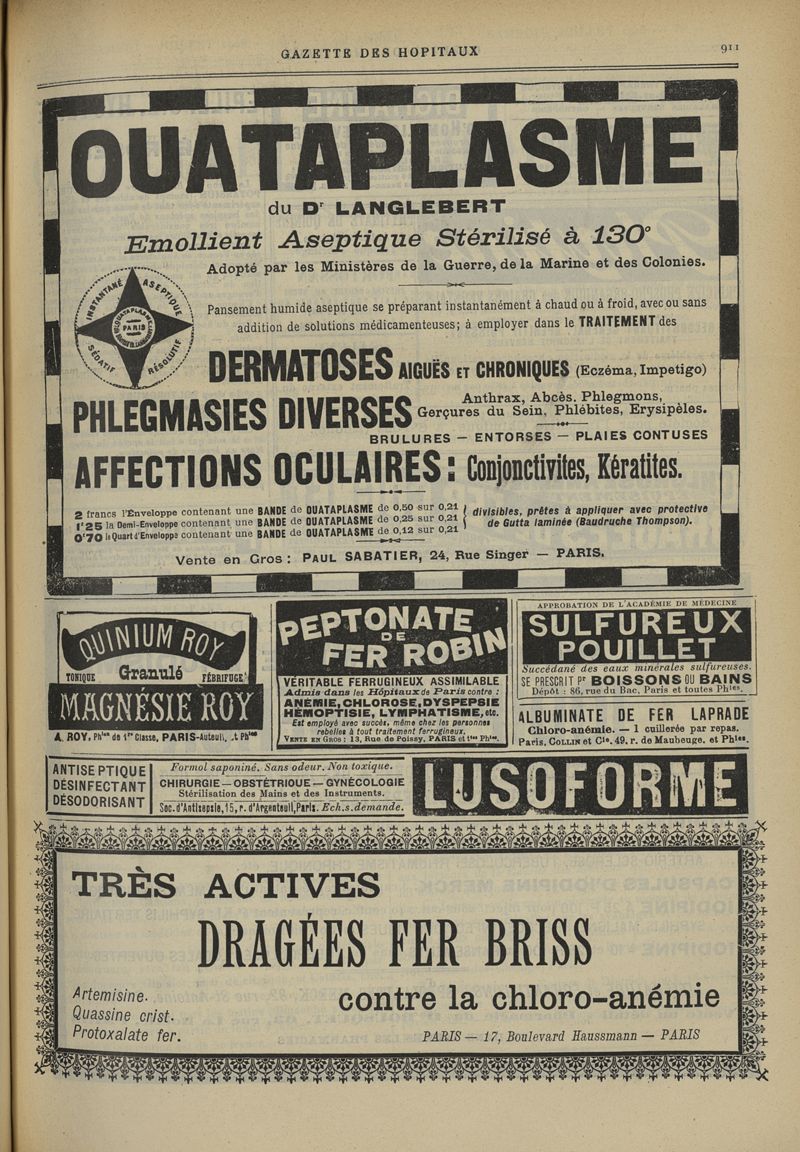 GAZETTE DES HOPITAUX
911
OUATAPLASME
du Dr LANGLEBERT
Emollient Aseptique Stérilisé à 130°
Adopté par les Ministères de la Guerre, de la Marine et des Colonies.
INSTANTANÉ
ASEPTIQUE
SÉDATIF
RÉSOLUTIF
PARIS
Pansement humide aseptique se préparant instantanément à chaud ou à froid, avec ou sans
addition de solutions médicamenteuses; à employer dans le TRAITEMENT des
DERMATOSES AIGUËS ET CHRONIQUES (Eczéma, Impetigo)
PHLEGMASIES DIVERSES Anthrax, Abcès, Phlegmons,
Gerçures du Sein, Phlébites, Erysipèles.
BRULURES — ENTORSES — PLAIES CONTUSES
AFFECTIONS OCULAIRES : Conjonctivites, Kératites.
2 francs l'Enveloppe contenant une BANDE de OUATAPLASME de 0,50 sur 0,21
1f25 la Demi-Enveloppe contenant une BANDE de OUATAPLASME de 0,25 sur 0,21
0f70 le Quart d'Enveloppe contenant une BANDE de OUATAPLASME de 0,12 sur 0,21
divisibles, prêtes à appliquer avec protective
de Gutta laminée (Baudruche Thompson).
Vente en Gros : PAUL SABATIER, 24, Rue Singer — PARIS.
QUINIUM ROY
TONIQUE Granulé FÉBRIFUGE
MAGNÉSIE ROY
A. ROY, Phien de 1re Classe, PARIS-Auteuil, et Phies
PEPTONATE
DE
FER ROBIN
VÉRITABLE FERRUGINEUX ASSIMILABLE
Admis dans les Hôpitaux de Paris contre :
ANÉMIE, CHLOROSE, DYSPEPSIE
HÉMOPTISIE, LYMPHATISME, etc.
Est employé avec succès, même chez les personnes
rebelles à tout traitement ferrugineux.
VENTE EN GROS : 13, Rue de Poissy, PARIS et ttes Phies.
APPROBATION DE L'ACADÉMIE DE MÉDECINE
SULFUREUX
POUILLET
Succédané des eaux minérales sulfureuses.
SE PRESCRIT Pr BOISSONS OU BAINS
Dépôt : 86, rue du Bac, Paris et toutes Phies.
ALBUMINATE DE FER LAPRADE
Chloro-anémie. — 1 cuillerée par repas.
Paris, COLLIN et Cie, 49, r. de Maubeuge, et Phies.
ANTISEPTIQUE
DÉSINFECTANT
DÉSODORISANT
Formol saponiné. Sans odeur. Non toxique.
CHIRURGIE — OBSTÉTRIQUE — GYNÉCOLOGIE
Stérilisation des Mains et des Instruments.
Soc. d'Antisepsie, 15, r. d'Argenteuil, Paris. Ech. s. demande.
LUSOFORME
TRÈS ACTIVES
DRAGÉES FER BRISS
contre la chloro-anémie
Artemisine.
Quassine crist.
Protoxalate fer.
PARIS — 17, Boulevard Haussmann — PARIS